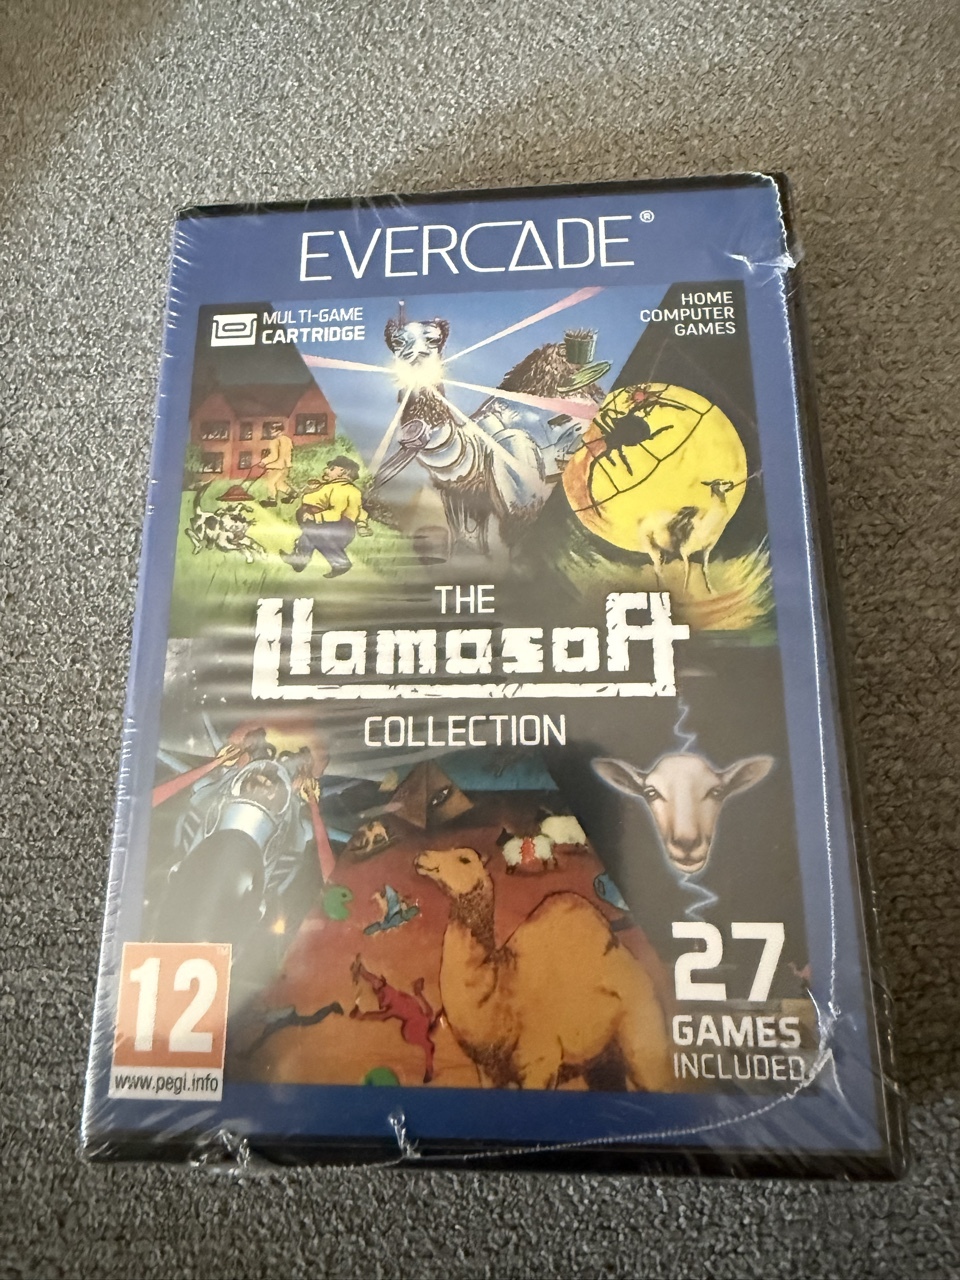 EVERCADE®
MULTI-GAME
CARTRIDGE
HOME
COMPUTER
GAMES
THE
llamasoft
COLLECTION
27
GAMES
INCLUDED
12
www.pegi.info